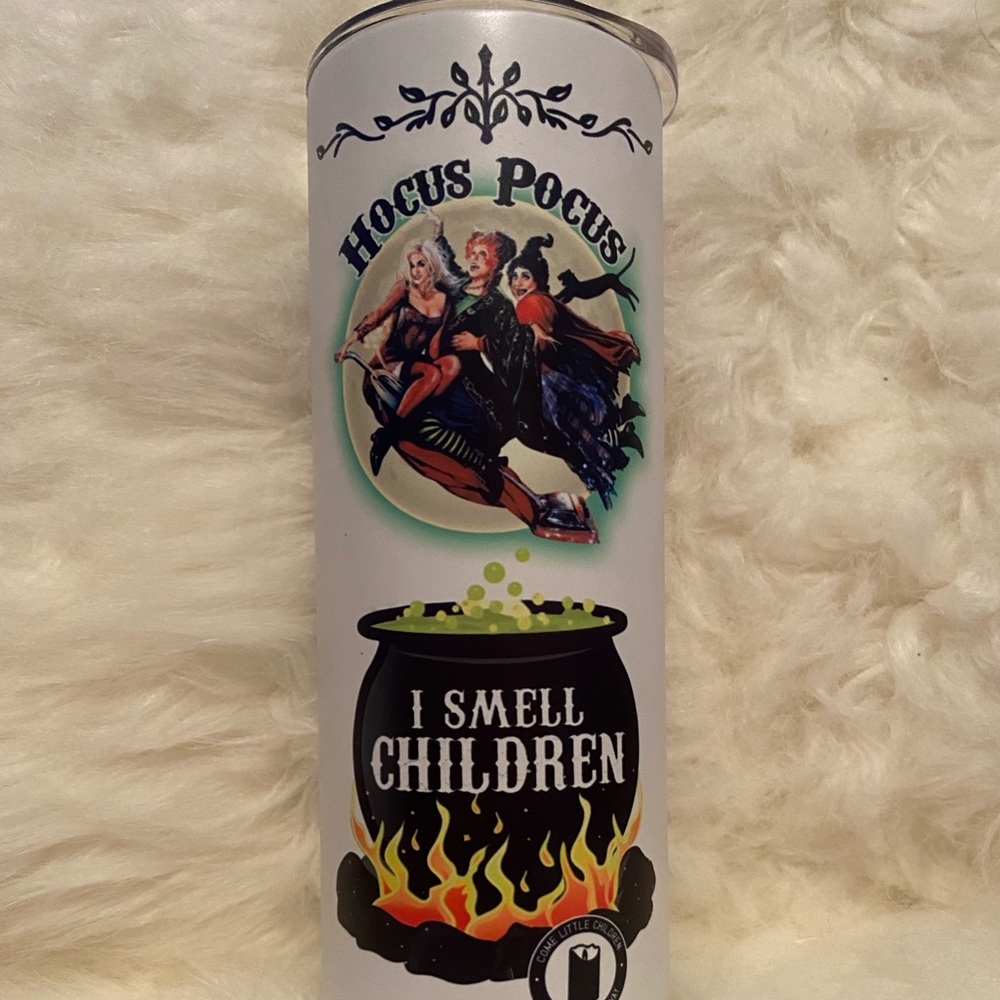 HOCUS POCUS
I SMELL
CHILDREN
COME LITTLE CHILDREN